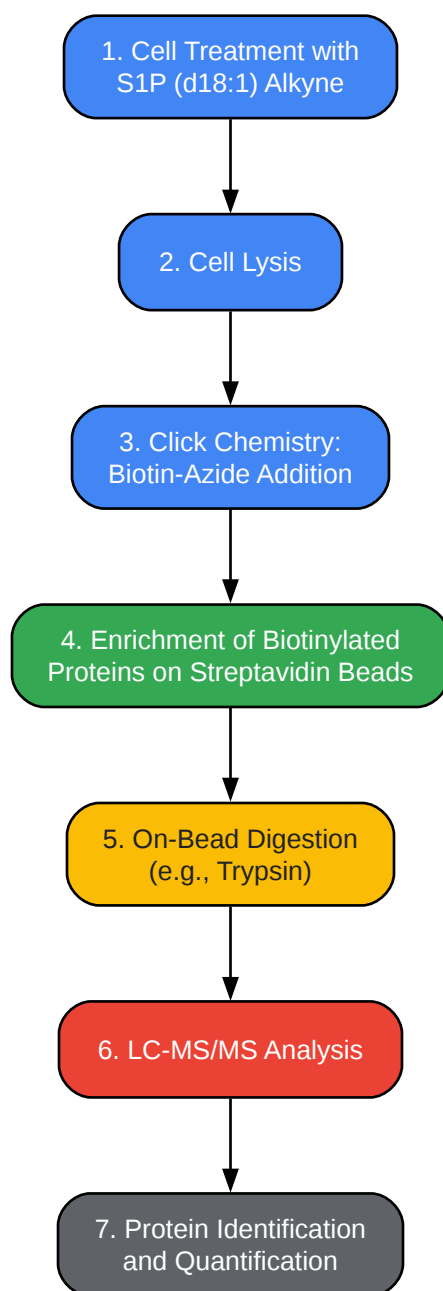 1. Cell Treatment with
S1P (d18:1) Alkyne
2. Cell Lysis
3. Click Chemistry:
Biotin-Azide Addition
4. Enrichment of Biotinylated
Proteins on Streptavidin Beads
5. On-Bead Digestion
(e.g., Trypsin)
6. LC-MS/MS Analysis
7. Protein Identification
and Quantification